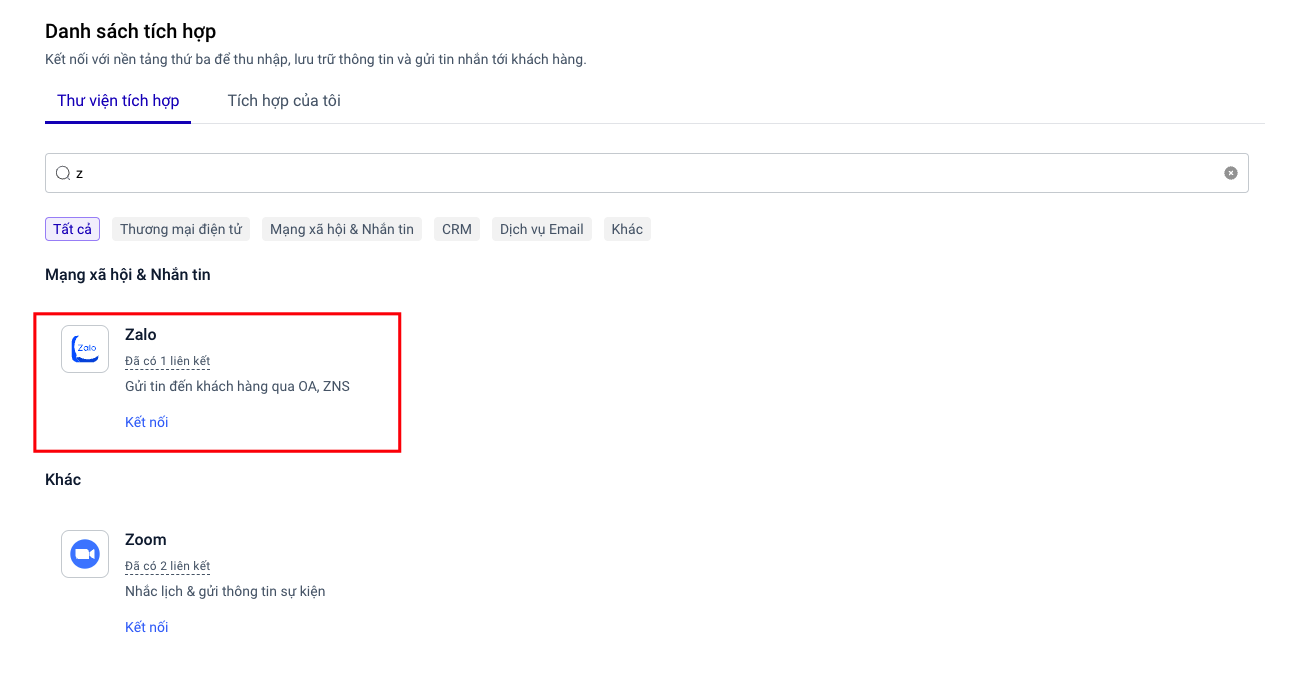 Danh sách tích hợp
Kết nối với nền tảng thứ ba để thu nhập, lưu trữ thông tin và gửi tin nhắn tới khách hàng.
Thư viện tích hợp
Tích hợp của tôi
z
Tất cả
Thương mại điện tử
Mạng xã hội & Nhắn tin
CRM
Dịch vụ Email
Khác
Mạng xã hội & Nhắn tin
Zalo
Zalo
Đã có 1 liên kết
Gửi tin đến khách hàng qua OA, ZNS
Kết nối
Khác
Zoom
Đã có 2 liên kết
Nhắc lịch & gửi thông tin sự kiện
Kết nối